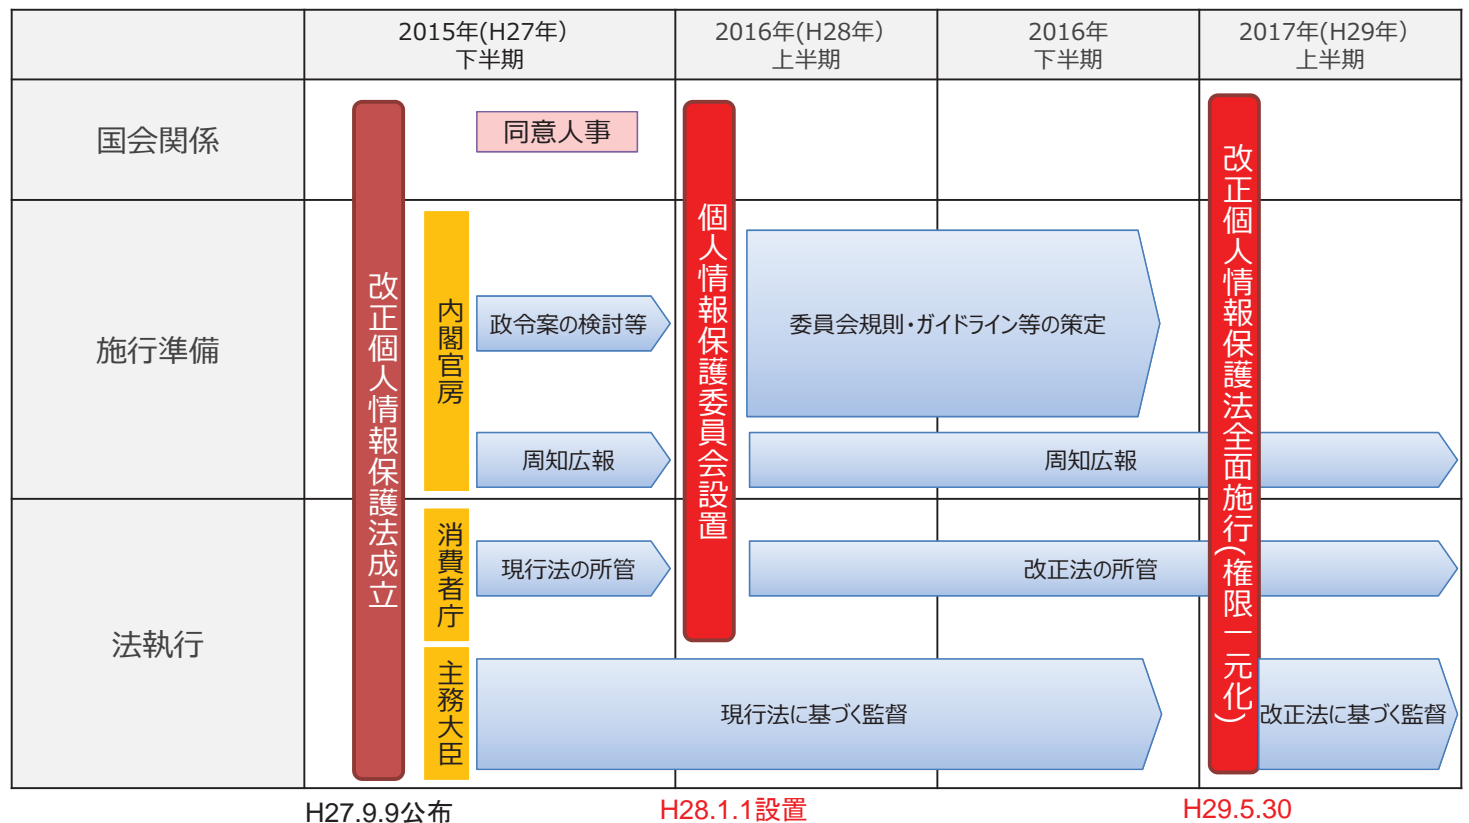 2015年(H27年)
下半期
2016年(H28年)
上半期
2016年
下半期
2017年(H29年)
上半期
国会関係
同意人事
施行準備
改正個人情報保護法成立
内閣官房
政令案の検討等
周知広報
個人情報保護委員会設置
委員会規則・ガイドライン等の策定
周知広報
改正個人情報保護法全面施行(権限一元化)
法執行
消費者庁
現行法の所管
改正法の所管
主務大臣
現行法に基づく監督
改正法に基づく監督
H27.9.9公布
H28.1.1設置
H29.5.30